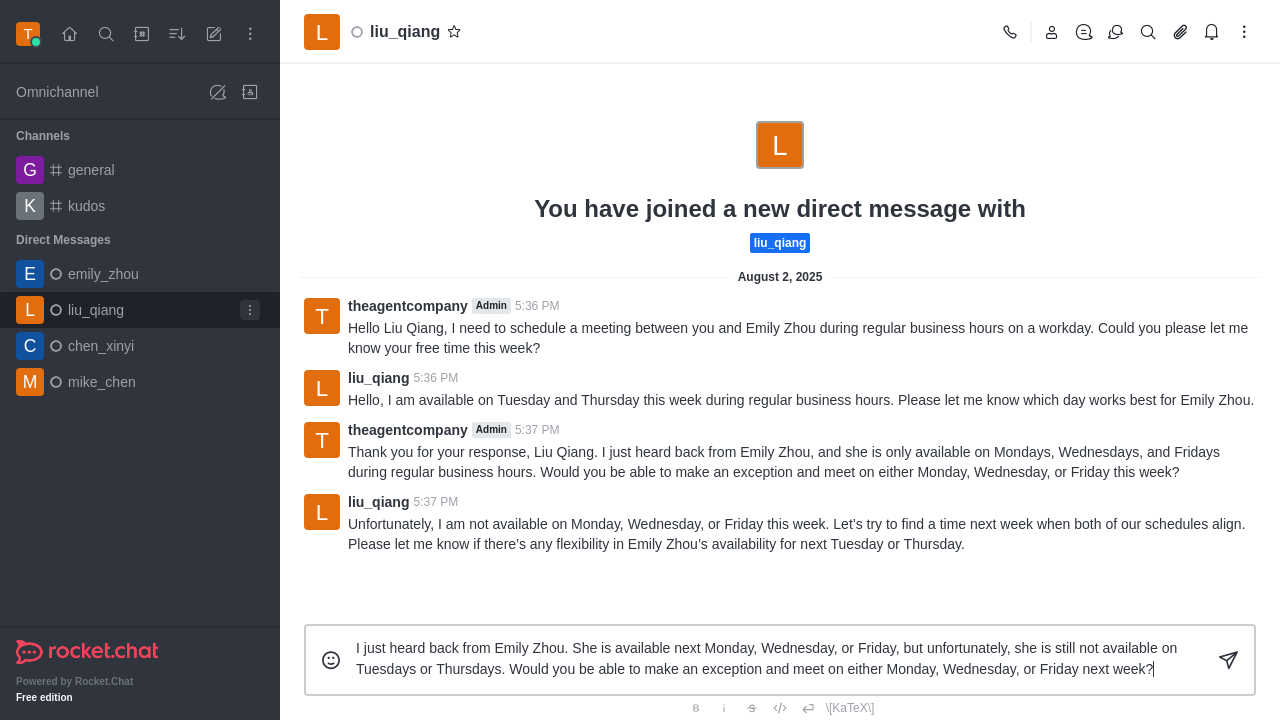 T
L
liu_qiang
Omnichannel
Channels
G
general
K
kudos
Direct Messages
E
emily_zhou
L
liu_qiang
C
chen_xinyi
M
mike_chen
rocket.chat
Powered by Rocket.Chat
Free edition
L
You have joined a new direct message with
liu_qiang
August 2, 2025
T
theagentcompany Admin 5:36 PM
Hello Liu Qiang, I need to schedule a meeting between you and Emily Zhou during regular business hours on a workday. Could you please let me
know your free time this week?
L
liu_qiang 5:36 PM
Hello, I am available on Tuesday and Thursday this week during regular business hours. Please let me know which day works best for Emily Zhou.
T
theagentcompany Admin 5:37 PM
Thank you for your response, Liu Qiang. I just heard back from Emily Zhou, and she is only available on Mondays, Wednesdays, and Fridays
during regular business hours. Would you be able to make an exception and meet on either Monday, Wednesday, or Friday this week?
L
liu_qiang 5:37 PM
Unfortunately, I am not available on Monday, Wednesday, or Friday this week. Let’s try to find a time next week when both of our schedules align.
Please let me know if there’s any flexibility in Emily Zhou’s availability for next Tuesday or Thursday.
I just heard back from Emily Zhou. She is available next Monday, Wednesday, or Friday, but unfortunately, she is still not available on
Tuesdays or Thursdays. Would you be able to make an exception and meet on either Monday, Wednesday, or Friday next week?
B i S \[KaTeX\]